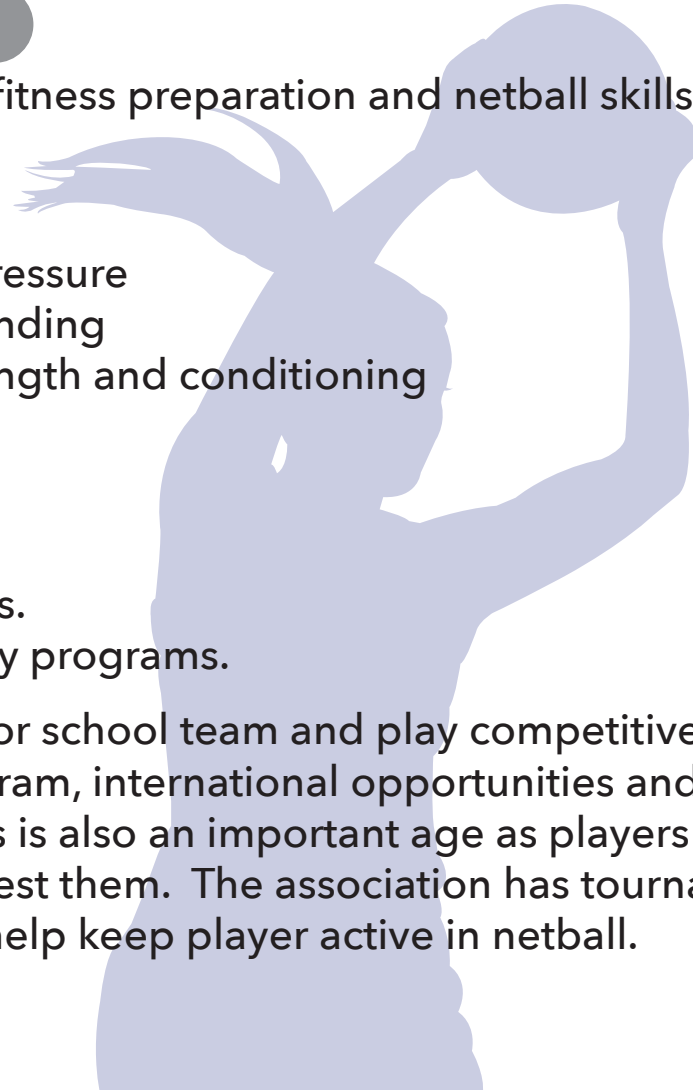 fitness preparation and netball skills
ressure
nding
ngth and conditioning
s.
y programs.
or school team and play competitive
ram, international opportunities and
s is also an important age as players
est them.  The association has tourna
help keep player active in netball.